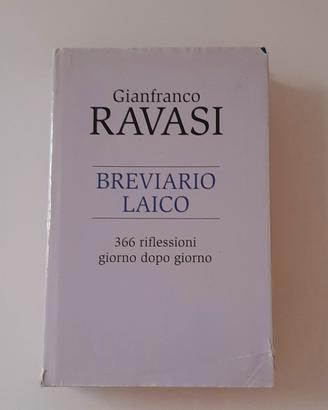 Gianfranco
RAVASI
BREVIARIO
LAICO
366 riflessioni
giorno dopo giorno